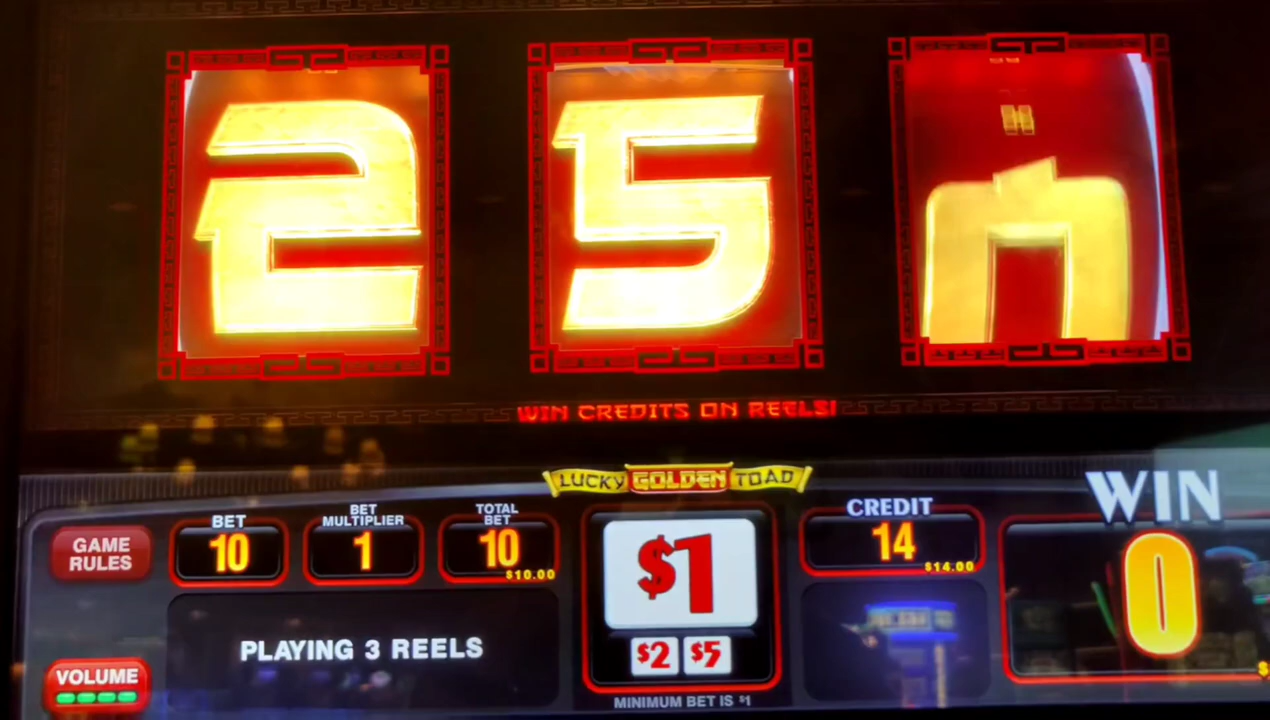 2 5
WIN CREDITS ON REELS!
LUCKY GOLDEN TOAD
GAME RULES
BET
10
BET MULTIPLIER
1
TOTAL BET
10
$10.00
$1
$2 $5
MINIMUM BET IS $1
CREDIT
14
$14.00
WIN
0
PLAYING 3 REELS
VOLUME